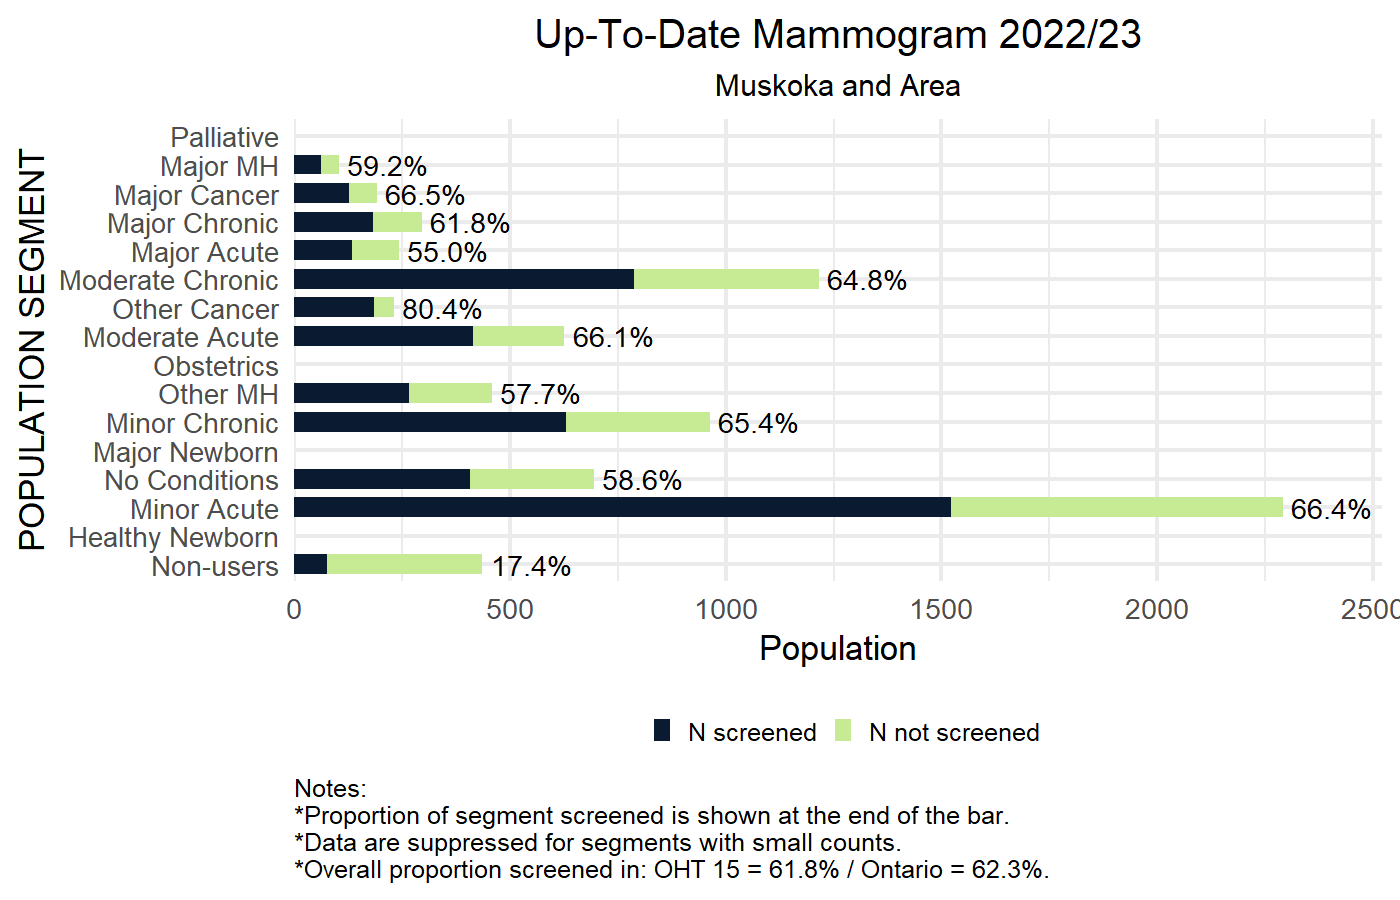 Up-To-Date Mammogram 2022/23
Muskoka and Area
POPULATION SEGMENT
Palliative
Major MH 59.2%
Major Cancer 66.5%
Major Chronic 61.8%
Major Acute 55.0%
Moderate Chronic 64.8%
Other Cancer 80.4%
Moderate Acute 66.1%
Obstetrics
Other MH 57.7%
Minor Chronic 65.4%
Major Newborn
No Conditions 58.6%
Minor Acute 66.4%
Healthy Newborn
Non-users 17.4%
0 500 1000 1500 2000 2500
Population
N screened N not screened
Notes:
*Proportion of segment screened is shown at the end of the bar.
*Data are suppressed for segments with small counts.
*Overall proportion screened in: OHT 15 = 61.8% / Ontario = 62.3%.